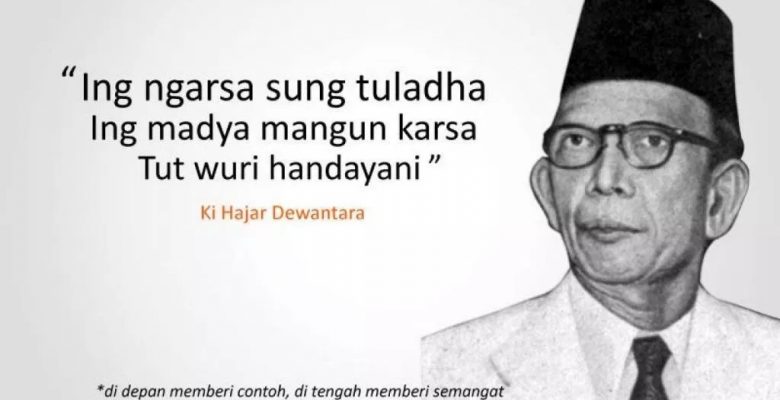 “Ing ngarsa sung tuladha
Ing madya mangun karsa
Tut wuri handayani”
Ki Hajar Dewantara
*di depan memberi contoh, di tengah memberi semangat